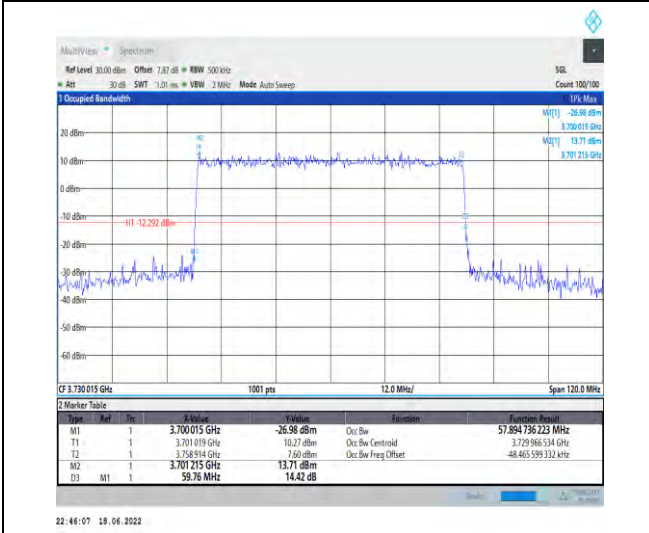 MultiView Spectrum
Ref Level 30.00 dBm Offset 7.87 dB RBW 500 kHz SGL
Att 30 dB SWT 1.01 ms VBW 2 MHz Mode Auto Sweep Count 100/100
1 Occupied Bandwidth 1Pk Max
M1[1] -26.98 dBm
3.700 015 GHz
20 dBm M2 M2[1] 13.71 dBm
3.701 215 GHz
10 dBm
0 dBm
-10 dBm
H1 -12.292 dBm
-20 dBm
-30 dBm
-40 dBm
-50 dBm
-60 dBm
CF 3.730 015 GHz 1001 pts 12.0 MHz/ Span 120.0 MHz
2 Marker Table
Type Ref Trc X-Value Y-Value Function Function Result
M1 1 3.700 015 GHz -26.98 dBm Occ Bw 57.894 736 223 MHz
T1 1 3.701 019 GHz 10.27 dBm Occ Bw Centroid 3.729 966 534 GHz
T2 1 3.758 914 GHz 7.60 dBm Occ Bw Freq Offset -48.465 599 332 kHz
M2 1 3.701 215 GHz 13.71 dBm
D3 M1 1 59.76 MHz 14.42 dB
22:46:07 18.06.2022